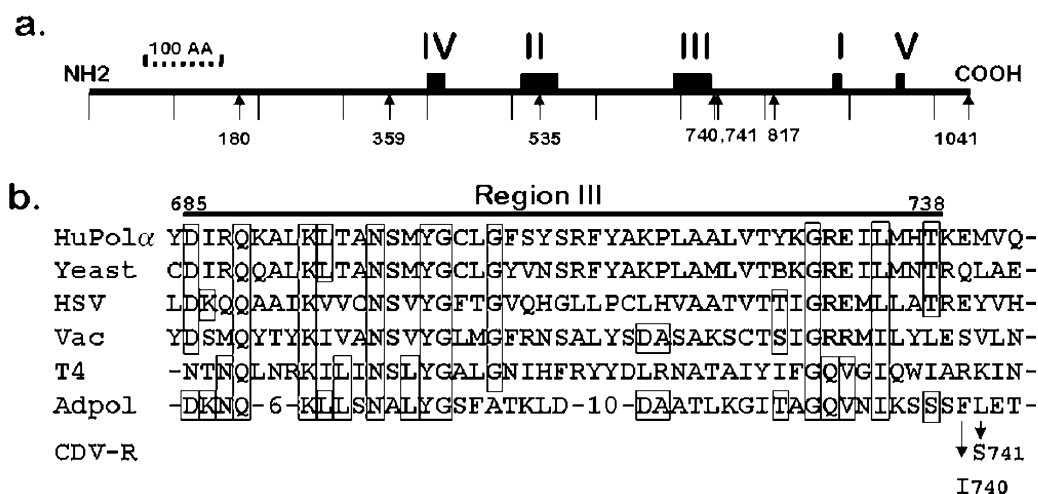 a.
IV II III I V
100 AA
NH2 COOH
180 359 535 740,741 817 1041
b. 685 Region III 738
HuPolα YDIRQKALKLTANSMYGCLGFSYSRFYAKPLAALVTYKGREILMHTKEMVQ-
Yeast CDIRQQALKLTANSMYGCLGYVNSRFYAKPLAMLVTBKGREILMNTRQLAE-
HSV LDKQQAAIKVVCNSVYGFTGVQHGLLPCLHVAATVTTIGREMLLATREYVH-
Vac YDSMQYTYKIVANSVYGLMGFRNSALYSDASAKSCTSIGRRMILYLESVLN-
T4 -NTNQLNRKILINSLYGALGNIHFRYYDLRNATAIYIFGQVGIQWIARKIN-
Adpol -DKNQ-6-KLLSNALYGSFATKLD-10-DAATLKGITAGQVNIKSSSFLET-
CDV-R S741
I740